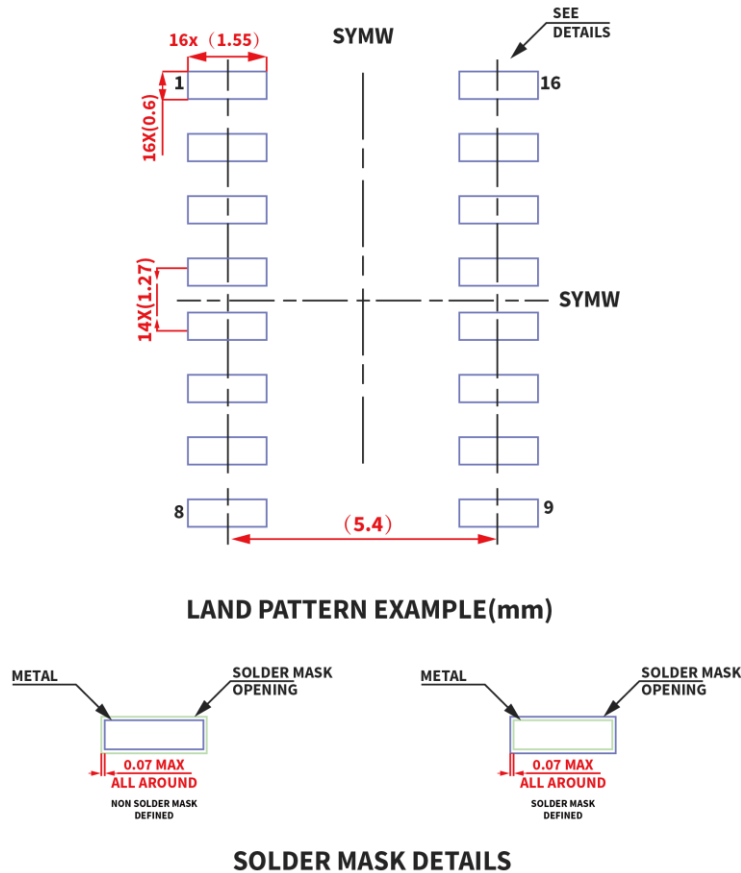 SEE
DETAILS
16x（1.55）
SYMW
1
16
16X(0.6)
14X(1.27)
SYMW
8
9
（5.4）
LAND PATTERN EXAMPLE(mm)
METAL
SOLDER MASK
OPENING
0.07 MAX
ALL AROUND
NON SOLDER MASK
DEFINED
METAL
SOLDER MASK
OPENING
0.07 MAX
ALL AROUND
SOLDER MASK
DEFINED
SOLDER MASK DETAILS